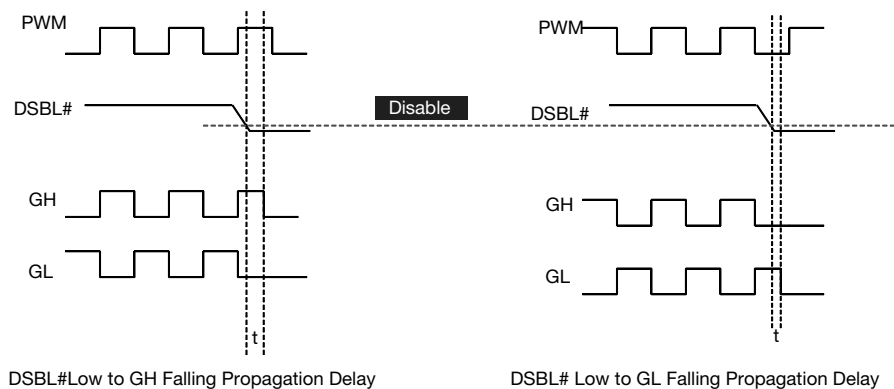 PWM
DSBL#
GH
GL
t
DSBL#Low to GH Falling Propagation Delay
Disable
PWM
DSBL#
GH
GL
t
DSBL# Low to GL Falling Propagation Delay